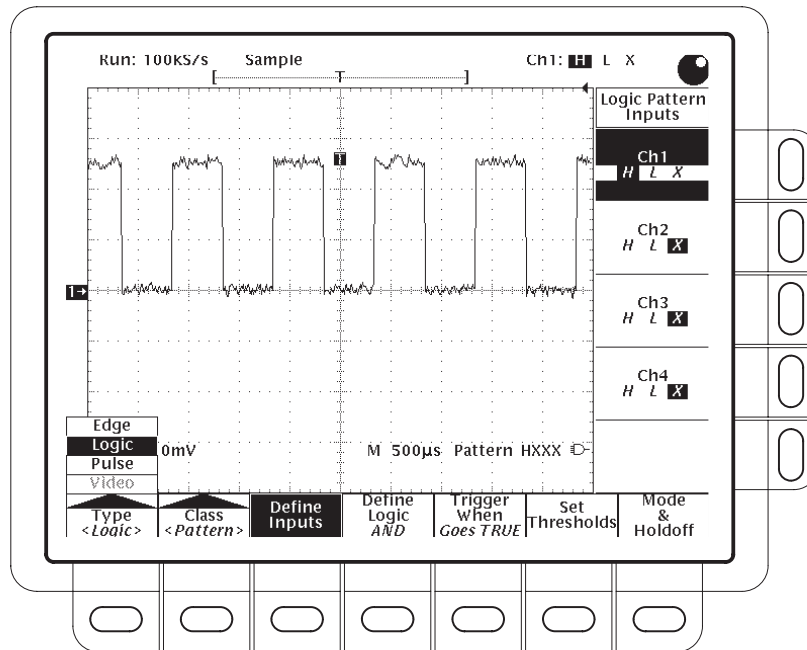 Run: 100kS/s Sample Ch1: H L X
[ T ]
Logic Pattern
Inputs
Ch1
H L X
T
Ch2
H L X
1→
Ch3
H L X
Ch4
H L X
Edge
Logic
Pulse
Video
0mV M 500µs Pattern HXXX
Type
<Logic>
Class
<Pattern>
Define
Inputs
Define
Logic
AND
Trigger
When
Goes TRUE
Set
Thresholds
Mode
&
Holdoff